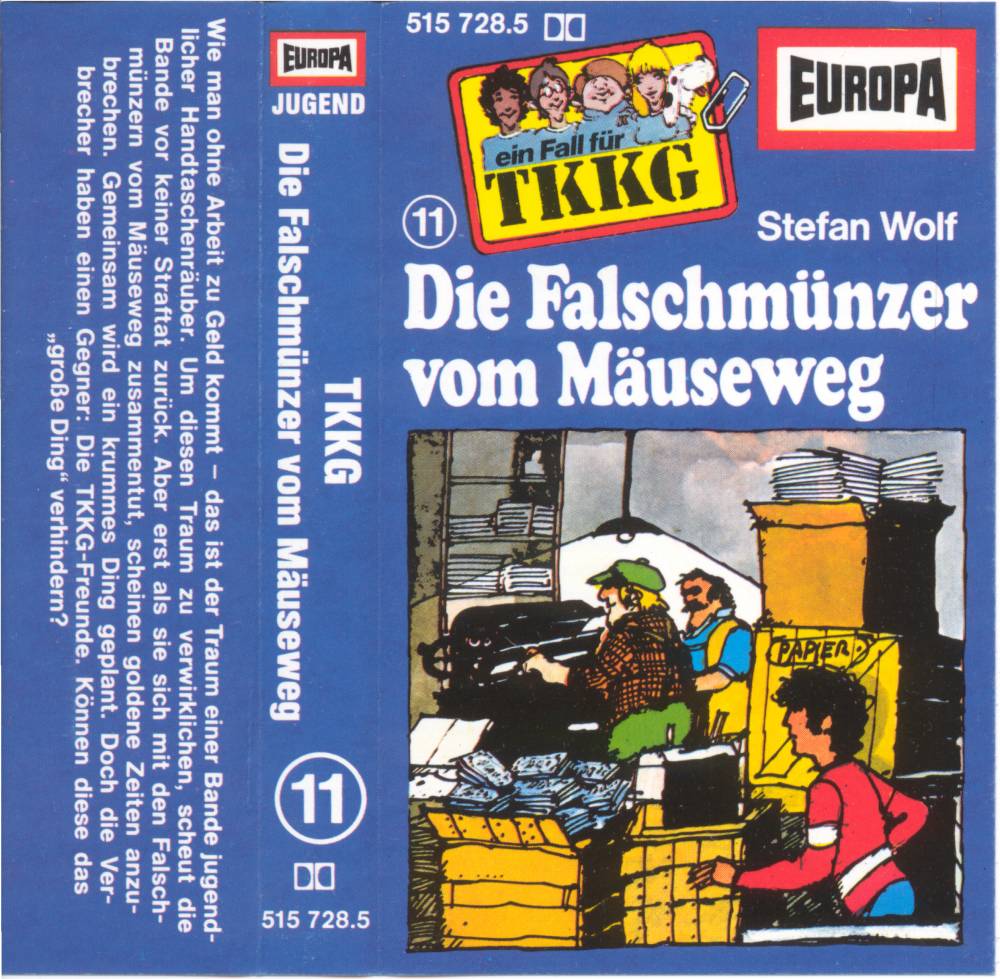 Wie man ohne Arbeit zu Geld kommt – das ist der Traum einer Bande jugend-
licher Handtaschenräuber. Um diesen Traum zu verwirklichen, scheut die
Bande vor keiner Straftat zurück. Aber erst als sie sich mit den Falsch-
münzern vom Mäuseweg zusammentut, scheinen goldene Zeiten anzu-
brechen. Gemeinsam wird ein krummes Ding geplant. Doch die Ver-
brecher haben einen Gegner: Die TKKG-Freunde. Können diese das
„große Ding“ verhindern?
EUROPA
JUGEND
TKKG
Die Falschmünzer vom Mäuseweg
11
515 728.5
515 728.5
ein Fall für
TKKG
EUROPA
11
Stefan Wolf
Die Falschmünzer
vom Mäuseweg
PAPIER